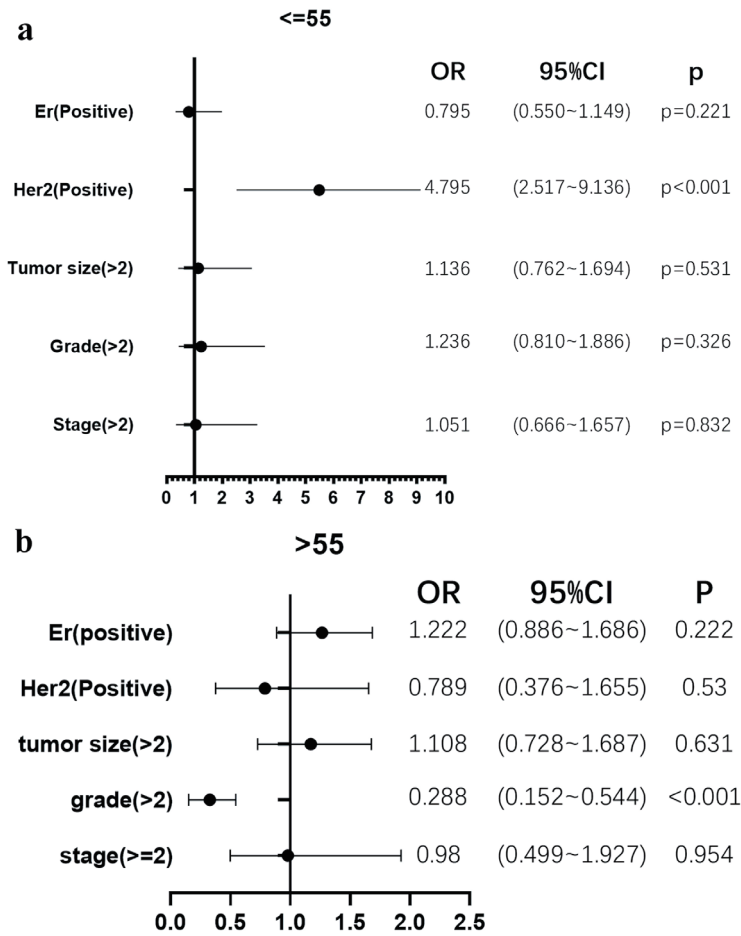 a
<=55
OR 95%CI p
Er(Positive) 0.795 (0.550~1.149) p=0.221
Her2(Positive) 4.795 (2.517~9.136) p<0.001
Tumor size(>2) 1.136 (0.762~1.694) p=0.531
Grade(>2) 1.236 (0.810~1.886) p=0.326
Stage(>2) 1.051 (0.666~1.657) p=0.832
0 1 2 3 4 5 6 7 8 9 10
b
>55
OR 95%CI P
Er(positive) 1.222 (0.886~1.686) 0.222
Her2(Positive) 0.789 (0.376~1.655) 0.53
tumor size(>2) 1.108 (0.728~1.687) 0.631
grade(>2) 0.288 (0.152~0.544) <0.001
stage(>=2) 0.98 (0.499~1.927) 0.954
0.0 0.5 1.0 1.5 2.0 2.5